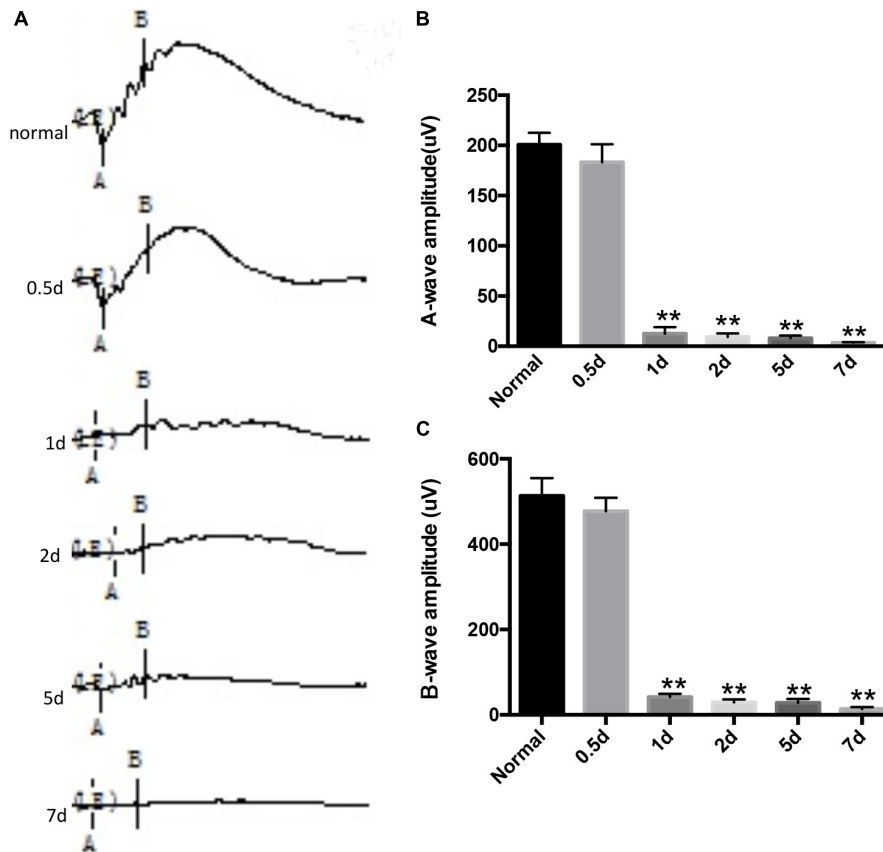 A
B
normal
A
B
0.5d
A
B
1d
A
B
2d
A
B
5d
A
B
7d
A
B
A-wave amplitude(uV)
250
200
150
100
50
0
** ** ** **
Normal 0.5d 1d 2d 5d 7d
C
B-wave amplitude (uV)
600
400
200
0
** ** ** **
Normal 0.5d 1d 2d 5d 7d